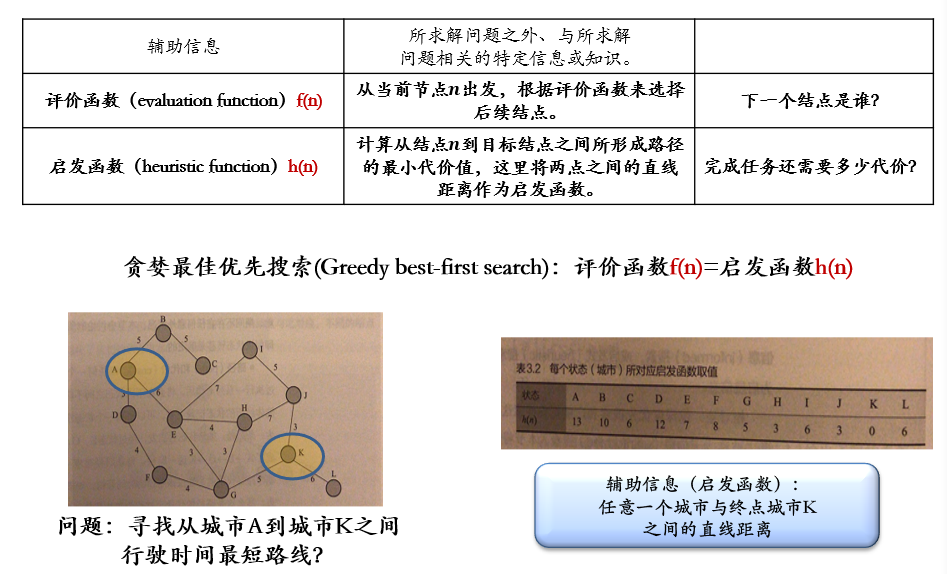 辅助信息
所求解问题之外、与所求解
问题相关的特定信息或知识。
评价函数（evaluation function）f(n)
从当前节点n出发，根据评价函数来选择
后续结点。
下一个结点是谁？
启发函数（heuristic function）h(n)
计算从结点n到目标结点之间所形成路径
的最小代价值，这里将两点之间的直线
距离作为启发函数。
完成任务还需要多少代价？
贪婪最佳优先搜索(Greedy best-first search)：评价函数f(n)=启发函数h(n)
B
5 5
A C I
7 5
6
D H J
E 4 7
3
4 3 3 K
F 4 G 5 6 L
问题：寻找从城市A到城市K之间
行驶时间最短路线？
表3.2 每个状态（城市）所对应启发函数取值
状态 A B C D E F G H I J K L
h(n) 13 10 6 12 7 8 5 3 6 3 0 6
辅助信息（启发函数）：
任意一个城市与终点城市K
之间的直线距离